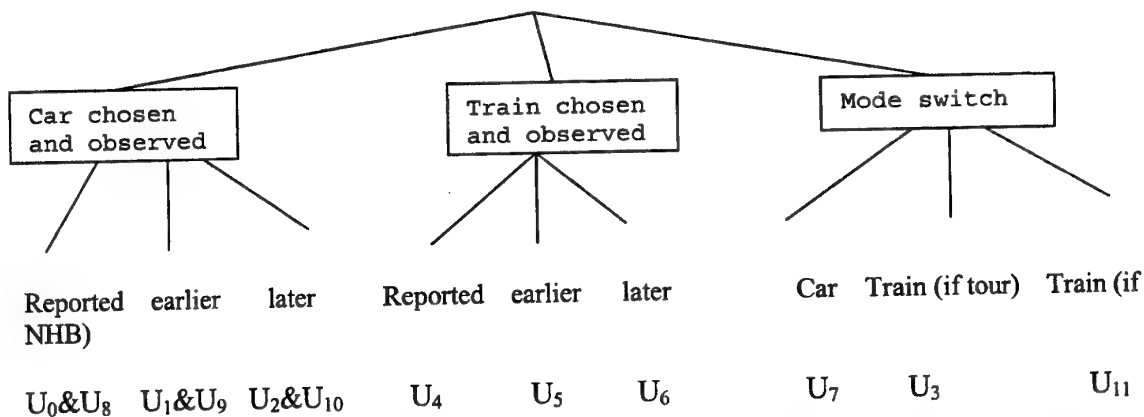 Car chosen
and observed
Train chosen
and observed
Mode switch
Reported earlier later Reported earlier later Car Train (if tour) Train (if
NHB)
U₀&U₈ U₁&U₉ U₂&U₁₀ U₄ U₅ U₆ U₇ U₃ U₁₁